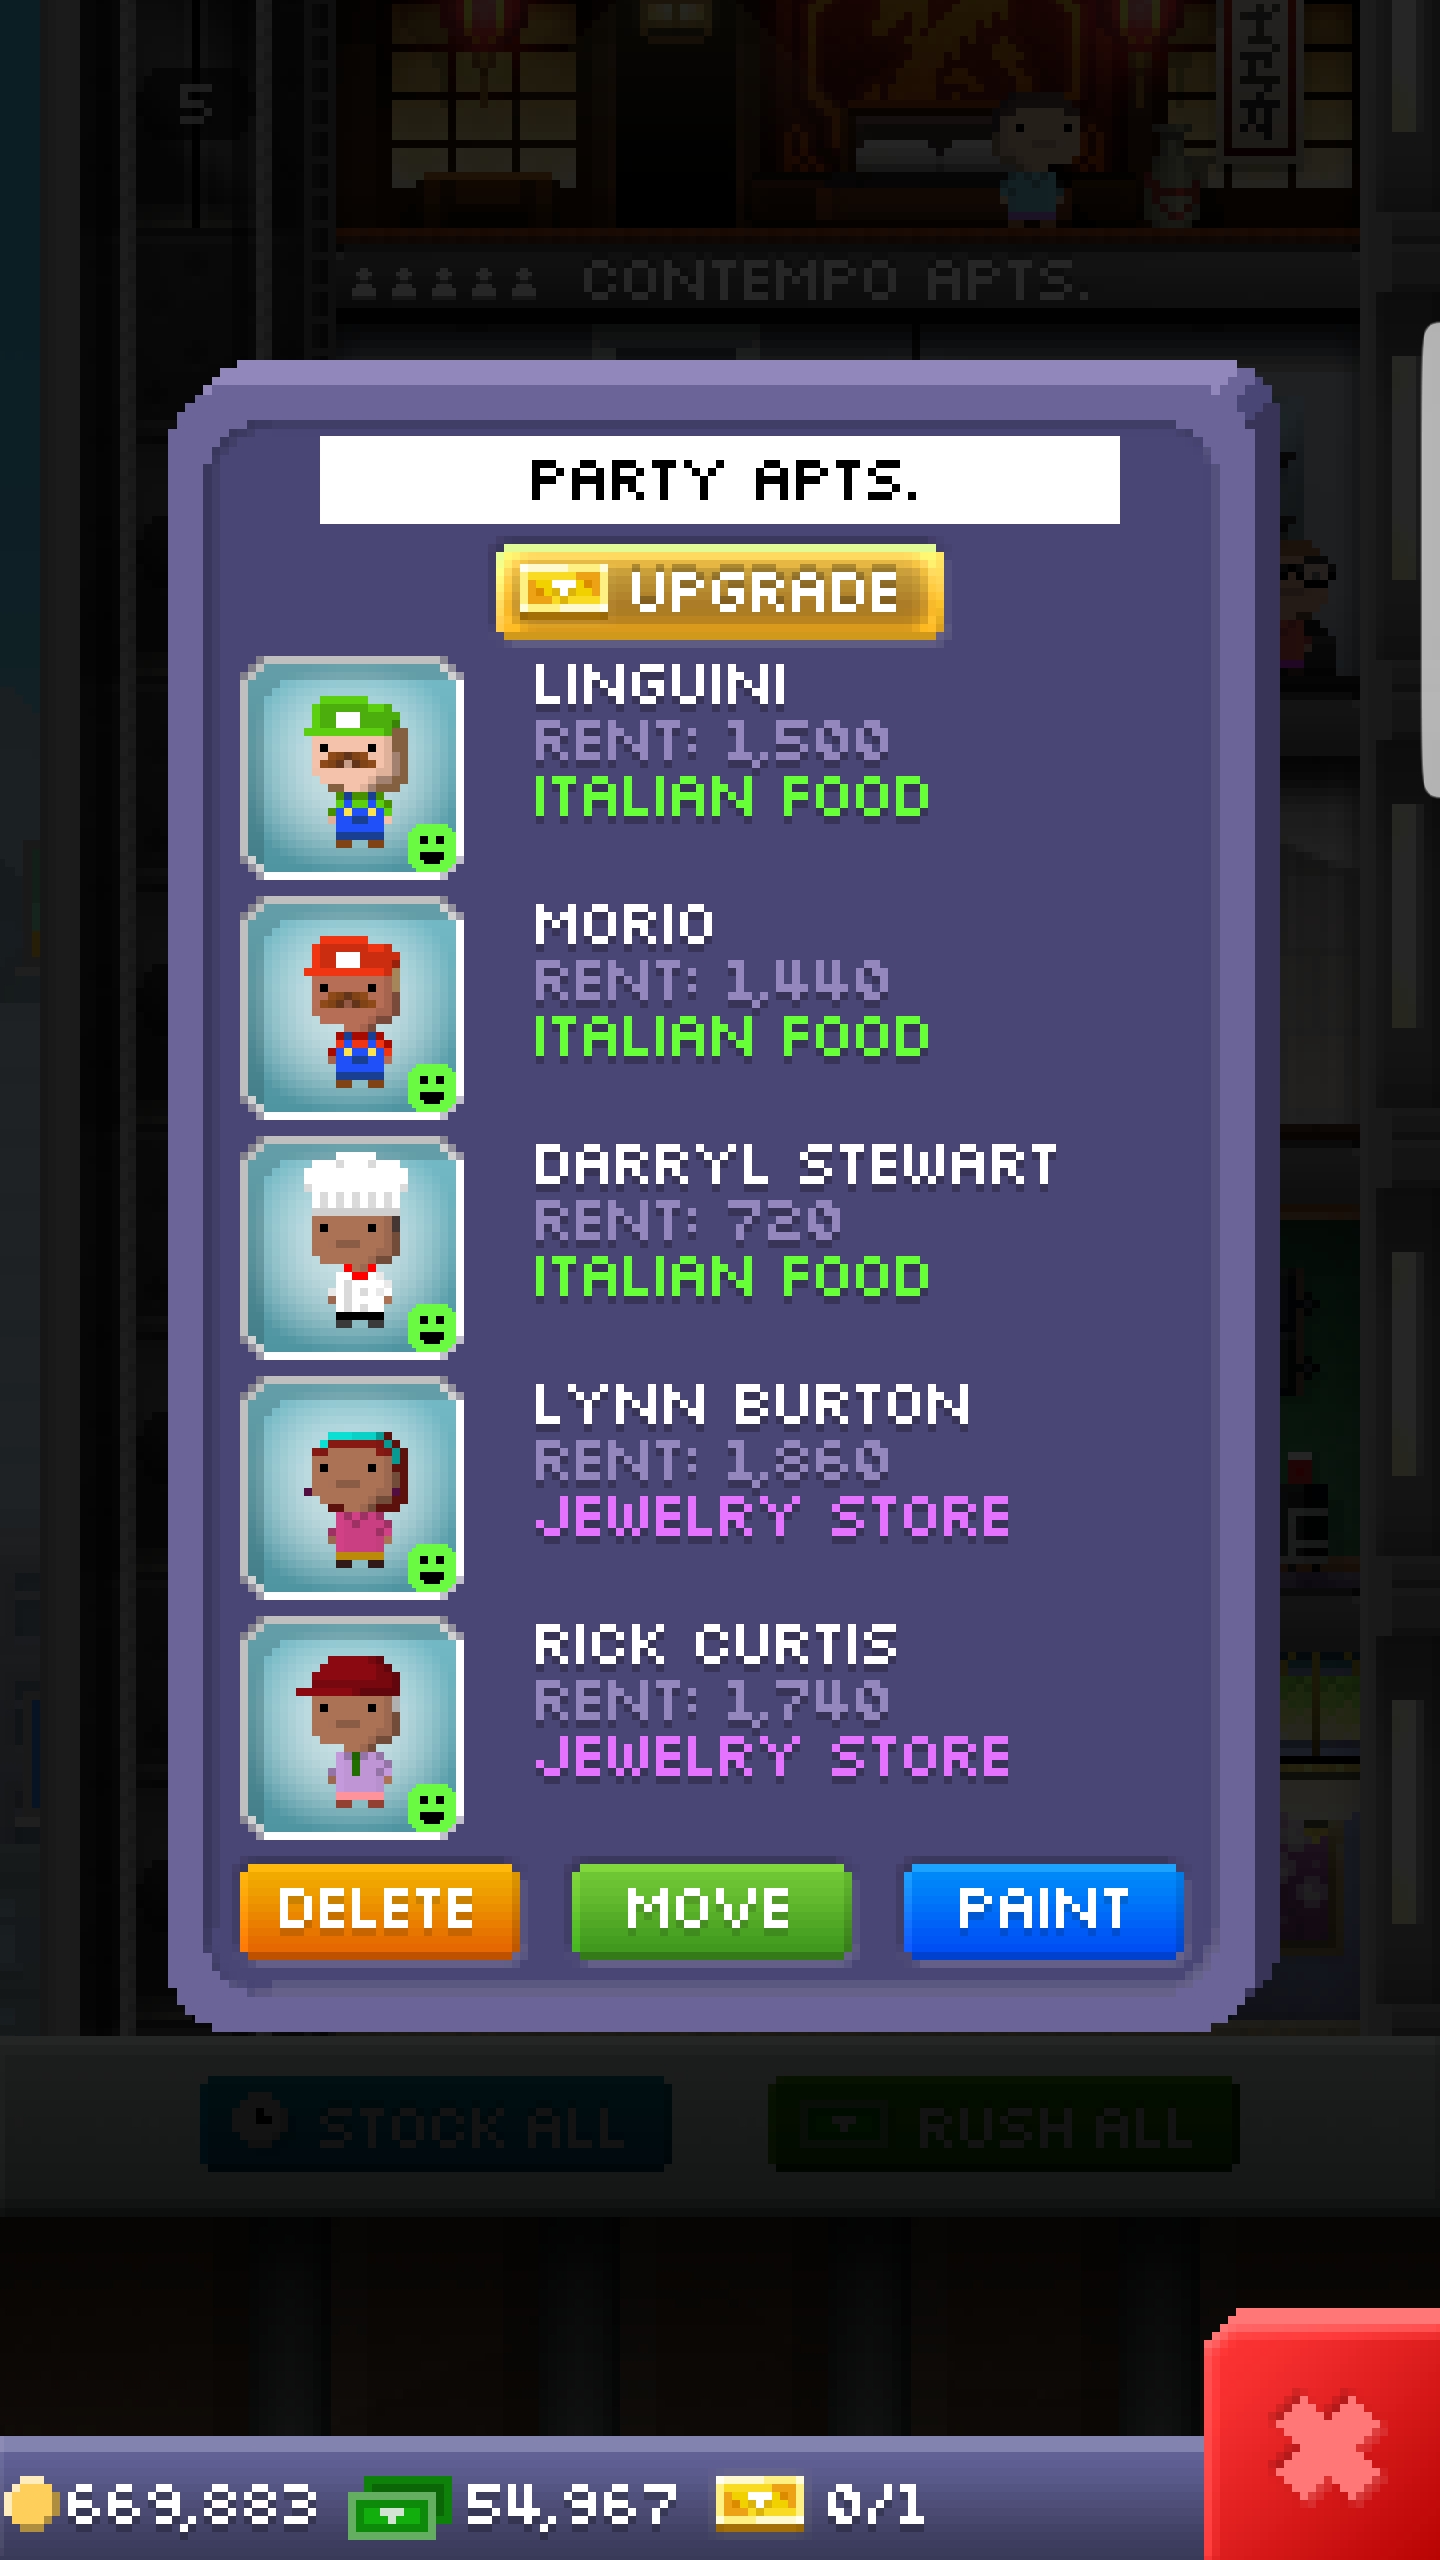 5
CONTEMPO APTS.
PARTY APTS.
UPGRADE
LINGUINI
RENT: 1,500
ITALIAN FOOD
MORIO
RENT: 1,440
ITALIAN FOOD
DARRYL STEWART
RENT: 720
ITALIAN FOOD
LYNN BURTON
RENT: 1,860
JEWELRY STORE
RICK CURTIS
RENT: 1,740
JEWELRY STORE
DELETE MOVE PAINT
STOCK ALL RUSH ALL
669,883 54,967 0/1